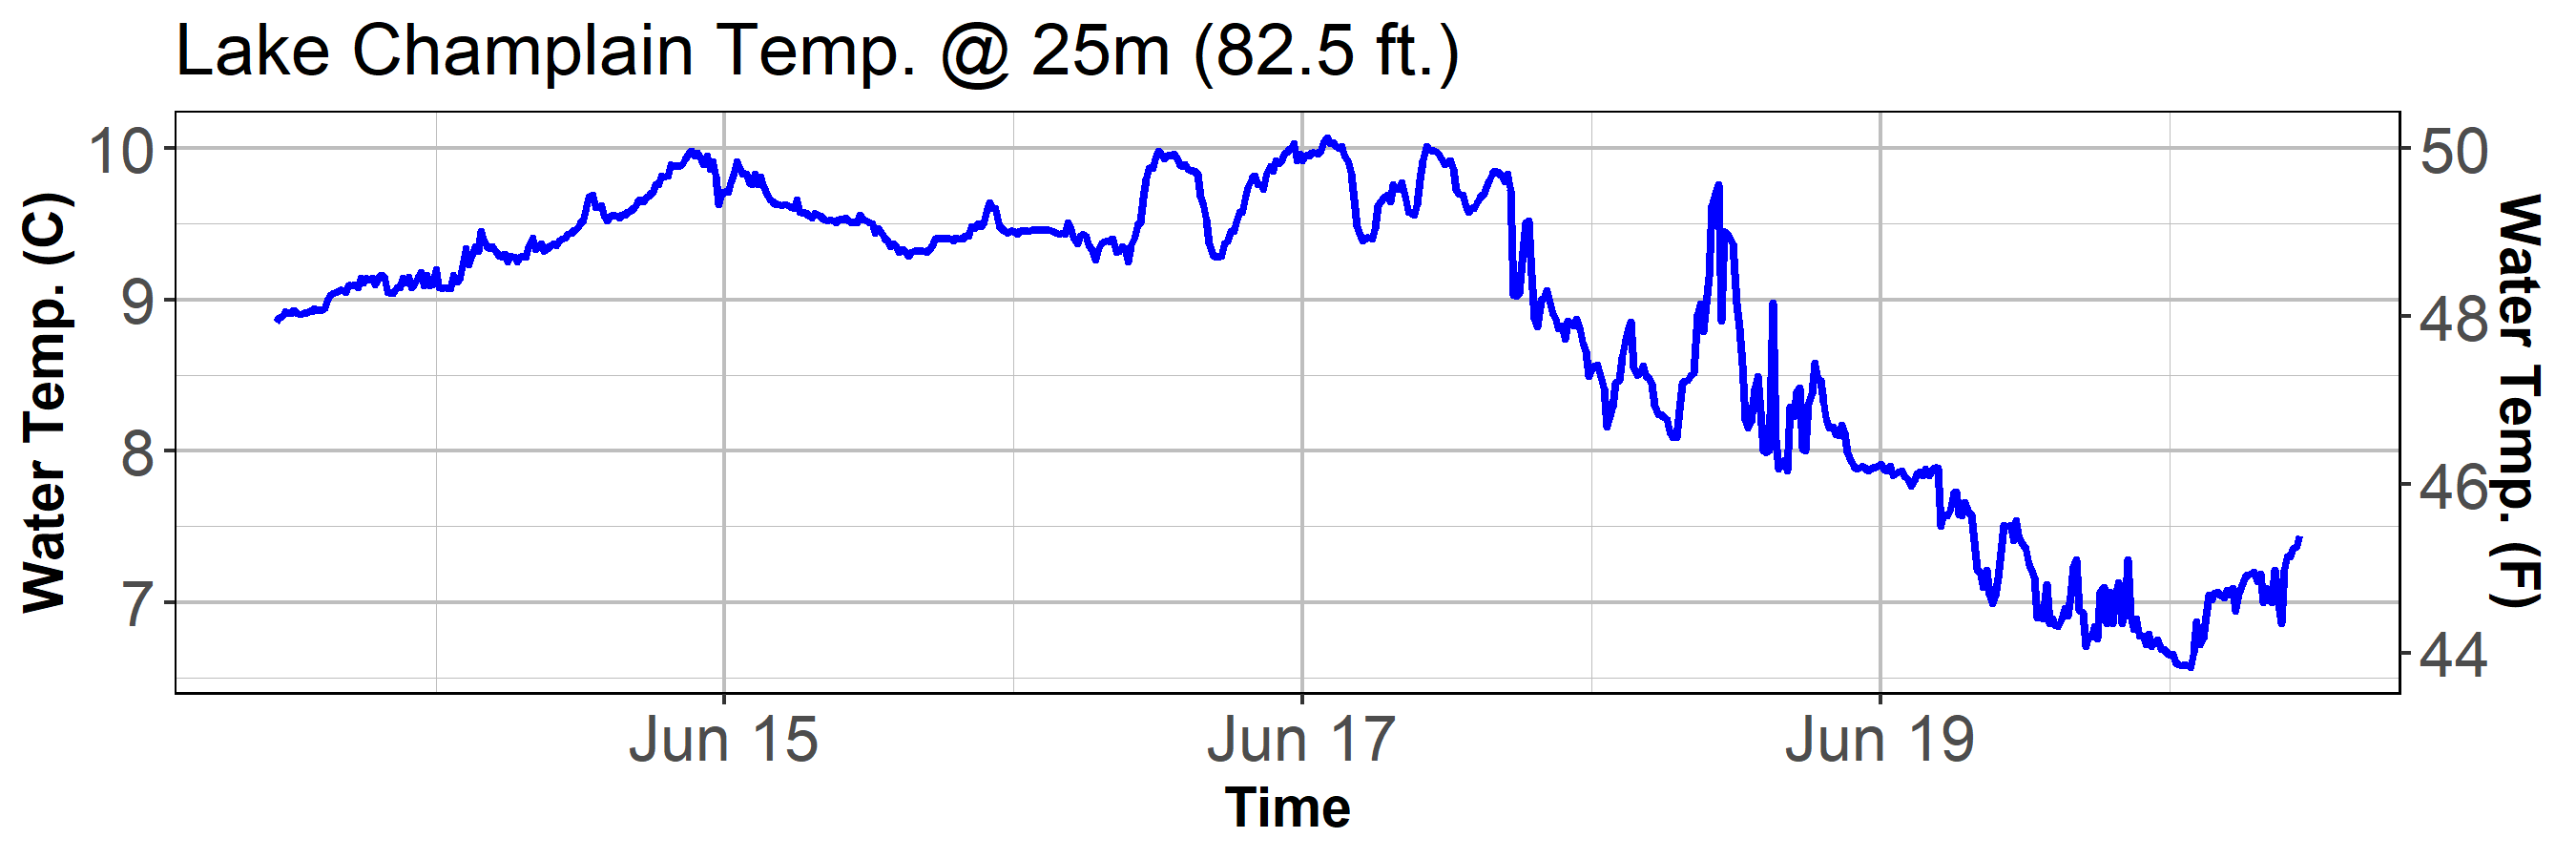 Lake Champlain Temp. @ 25m (82.5 ft.)
Water Temp. (C)
10
9
8
7
50
48
46
44
Water Temp. (F)
Jun 15 Jun 17 Jun 19
Time